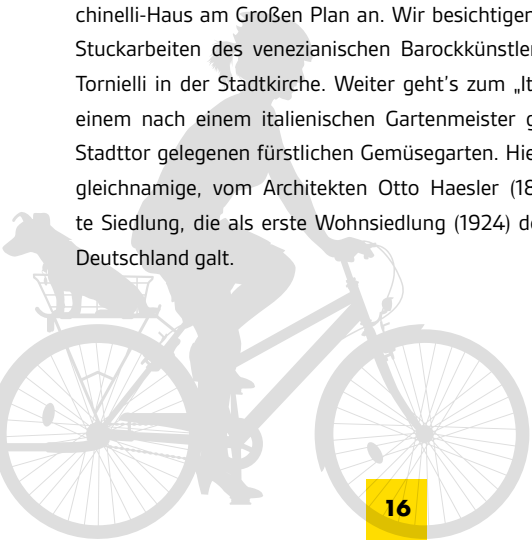 chinelli-Haus am Großen Plan an. Wir besichtigen
Stuckarbeiten des venezianischen Barockkünstler
Tornielli in der Stadtkirche. Weiter geht’s zum „It
einem nach einem italienischen Gartenmeister g
Stadttor gelegenen fürstlichen Gemüsegarten. Hie
gleichnamige, vom Architekten Otto Haesler (18
te Siedlung, die als erste Wohnsiedlung (1924) de
Deutschland galt.
16